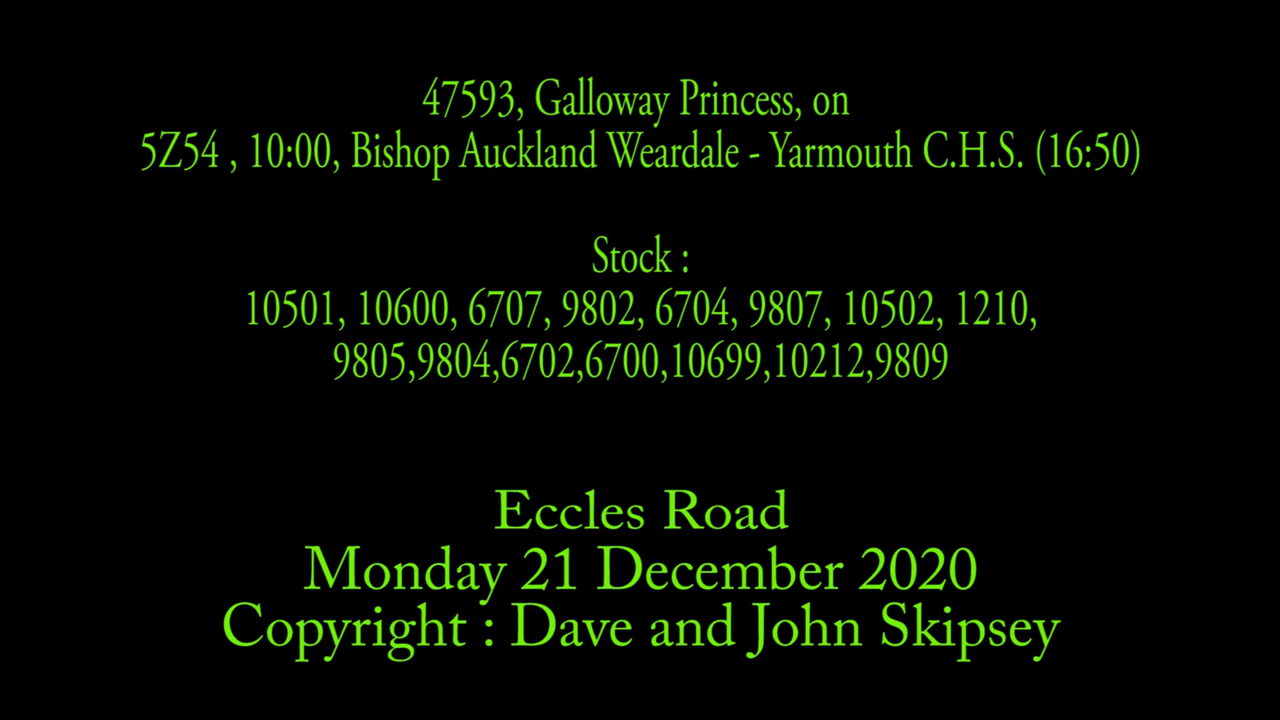 47593, Galloway Princess, on
5Z54 , 10:00, Bishop Auckland Weardale - Yarmouth C.H.S. (16:50)
Stock :
10501, 10600, 6707, 9802, 6704, 9807, 10502, 1210,
9805,9804,6702,6700,10699,10212,9809
Eccles Road
Monday 21 December 2020
Copyright : Dave and John Skipsey